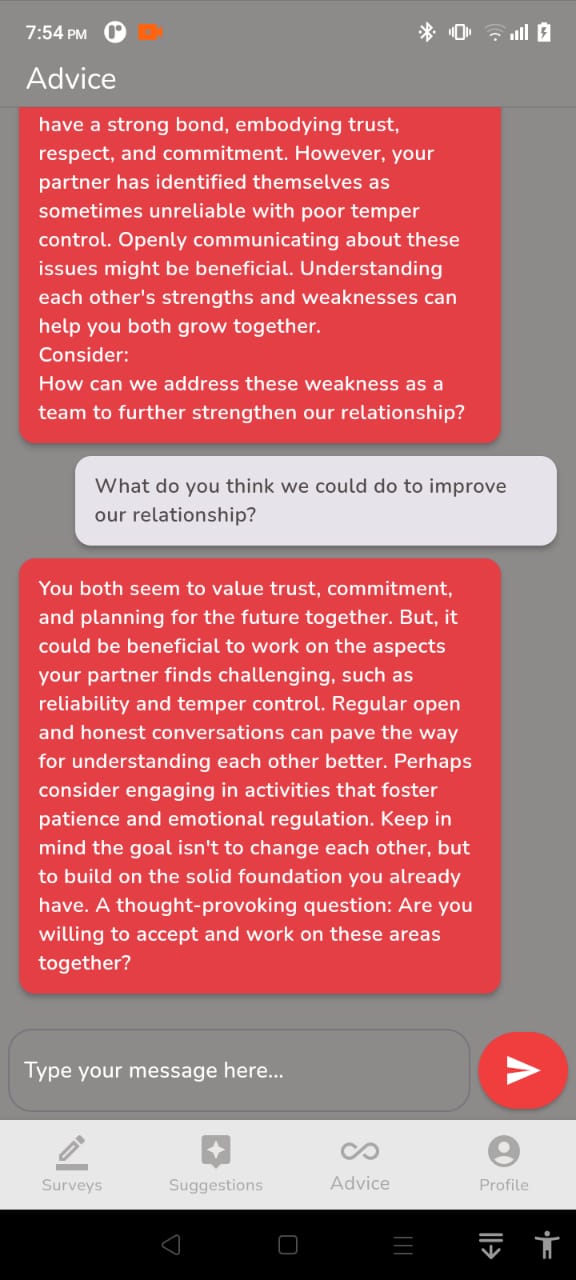 7:54 PM
Advice
have a strong bond, embodying trust,
respect, and commitment. However, your
partner has identified themselves as
sometimes unreliable with poor temper
control. Openly communicating about these
issues might be beneficial. Understanding
each other's strengths and weaknesses can
help you both grow together.
Consider:
How can we address these weakness as a
team to further strengthen our relationship?
What do you think we could do to improve
our relationship?
You both seem to value trust, commitment,
and planning for the future together. But, it
could be beneficial to work on the aspects
your partner finds challenging, such as
reliability and temper control. Regular open
and honest conversations can pave the way
for understanding each other better. Perhaps
consider engaging in activities that foster
patience and emotional regulation. Keep in
mind the goal isn't to change each other, but
to build on the solid foundation you already
have. A thought-provoking question: Are you
willing to accept and work on these areas
together?
Type your message here...
Surveys
Suggestions
Advice
Profile